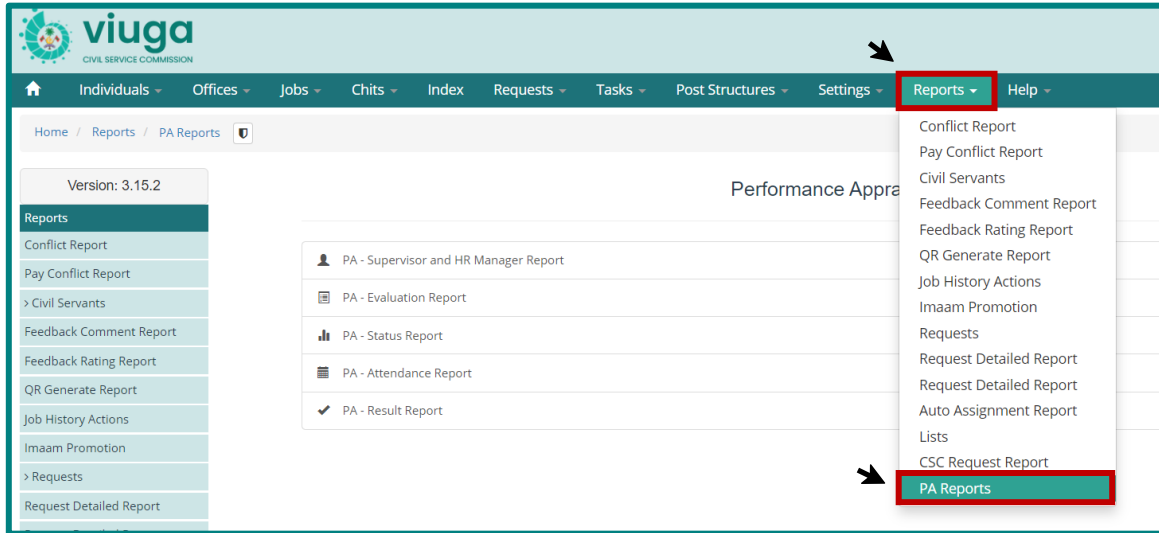 viuga
CIVIL SERVICE COMMISSION
Individuals Offices Jobs Chits Index Requests Tasks Post Structures Settings Reports Help
Home / Reports / PA Reports
Version: 3.15.2
Reports
Conflict Report
Pay Conflict Report
> Civil Servants
Feedback Comment Report
Feedback Rating Report
QR Generate Report
Job History Actions
Imaam Promotion
> Requests
Request Detailed Report
Performance Appra
PA - Supervisor and HR Manager Report
PA - Evaluation Report
PA - Status Report
PA - Attendance Report
PA - Result Report
Conflict Report
Pay Conflict Report
Civil Servants
Feedback Comment Report
Feedback Rating Report
QR Generate Report
Job History Actions
Imaam Promotion
Requests
Request Detailed Report
Request Detailed Report
Auto Assignment Report
Lists
CSC Request Report
PA Reports